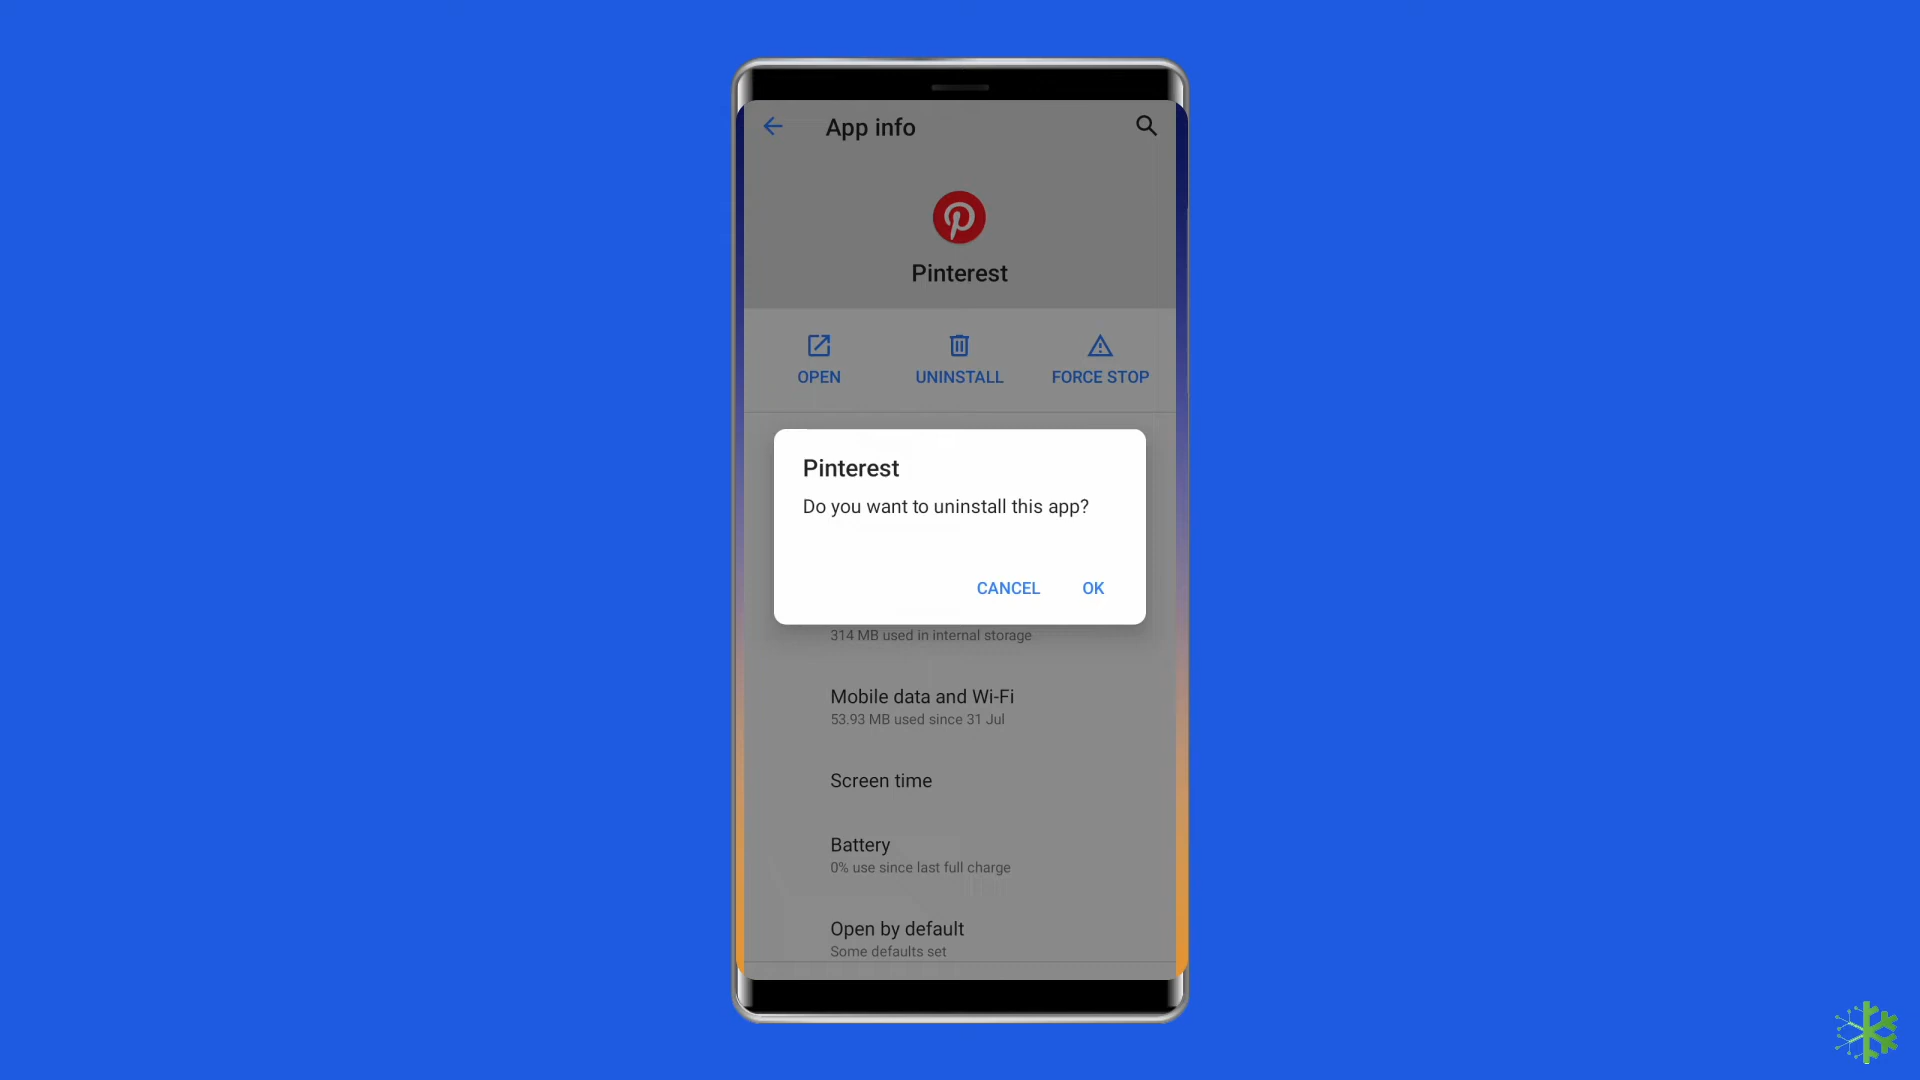 App info
Pinterest
OPEN
UNINSTALL
FORCE STOP
Pinterest
Do you want to uninstall this app?
CANCEL
OK
314 MB used in internal storage
Mobile data and Wi-Fi
53.93 MB used since 31 Jul
Screen time
Battery
0% use since last full charge
Open by default
Some defaults set